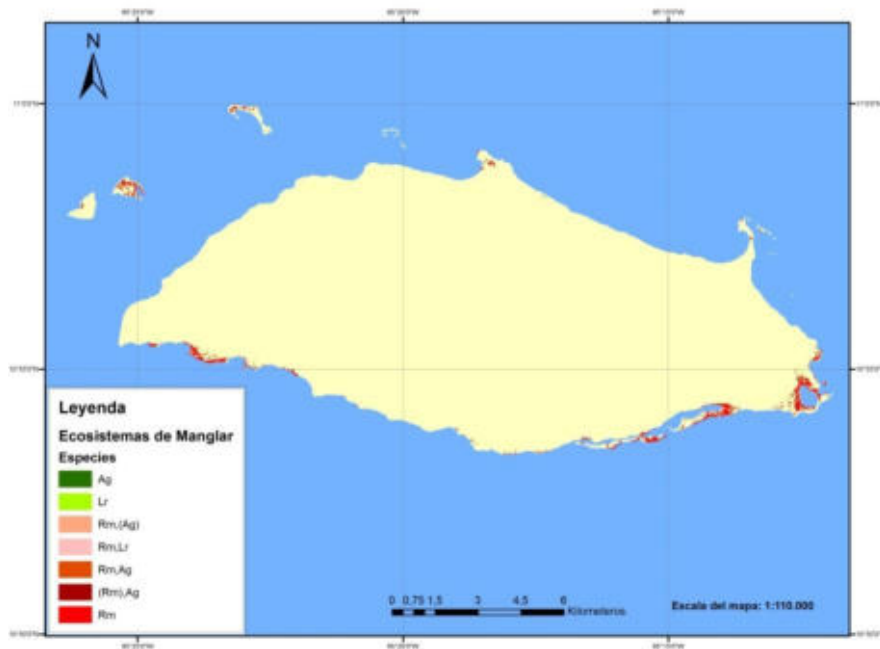 N
Leyenda
Ecosistemas de Manglar
Especies
Ag
Lr
Rm,(Ag)
Rm,Lr
Rm,Ag
(Rm),Ag
Rm
0 0,75 1,5 3 4,5 6
Kilometeros
Escala del mapa: 1:110.000